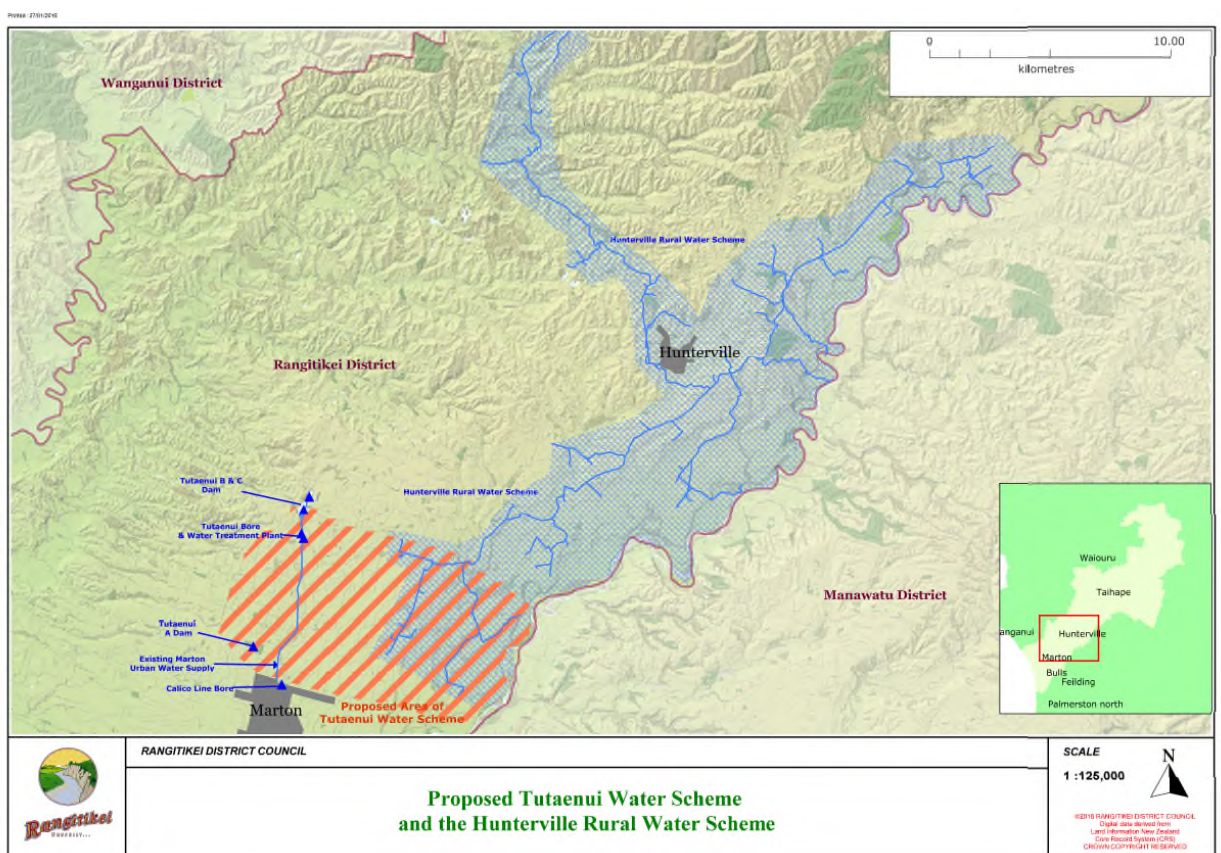 Printed : 27/01/2016
0 10.00
kilometres
Wanganui District
Hunterville Rural Water Scheme
Hunterville
Rangitikei District
Tutaenui B & C
Dam
Hunterville Rural Water Scheme
Tutaenui Bore
& Water Treatment Plant
Manawatu District
Tutaenui
A Dam
Existing Marton
Urban Water Supply
Calico Line Bore
Marton
Proposed Area of
Tutaenui Water Scheme
Waiouru
Taihape
anganui
Hunterville
Marton
Bulls
Feilding
Palmerston north
Rangitikei
RANGITIKEI DISTRICT COUNCIL
Proposed Tutaenui Water Scheme
and the Hunterville Rural Water Scheme
SCALE
N
1 :125,000
©2016 RANGITIKEI DISTRICT COUNCIL
Digital data derived from
Land Information New Zealand
Core Record System (CRS)
CROWN COPYRIGHT RESERVED